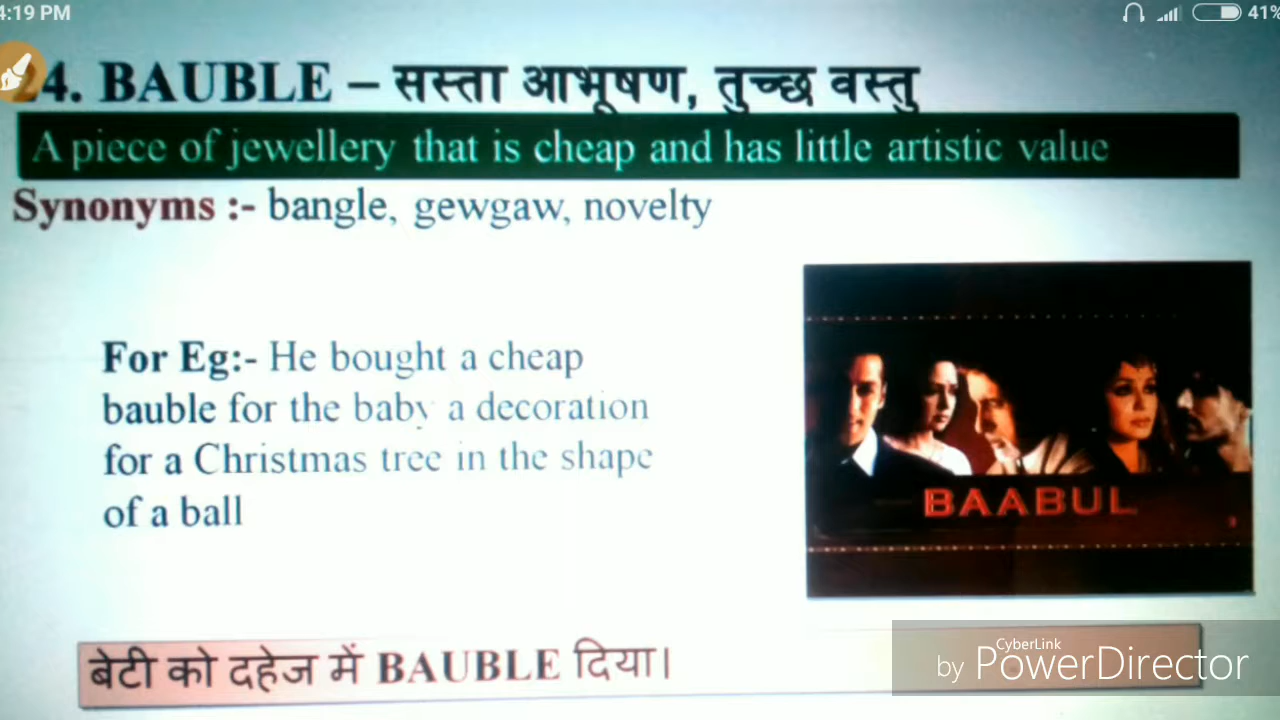 4:19 PM
41%
24. BAUBLE – सस्ता आभूषण, तुच्छ वस्तु
A piece of jewellery that is cheap and has little artistic value
Synonyms :- bangle, gewgaw, novelty
For Eg:- He bought a cheap
bauble for the baby a decoration
for a Christmas tree in the shape
of a ball
BAABUL
बेटी को दहेज में BAUBLE दिया।
CyberLink
by PowerDirector